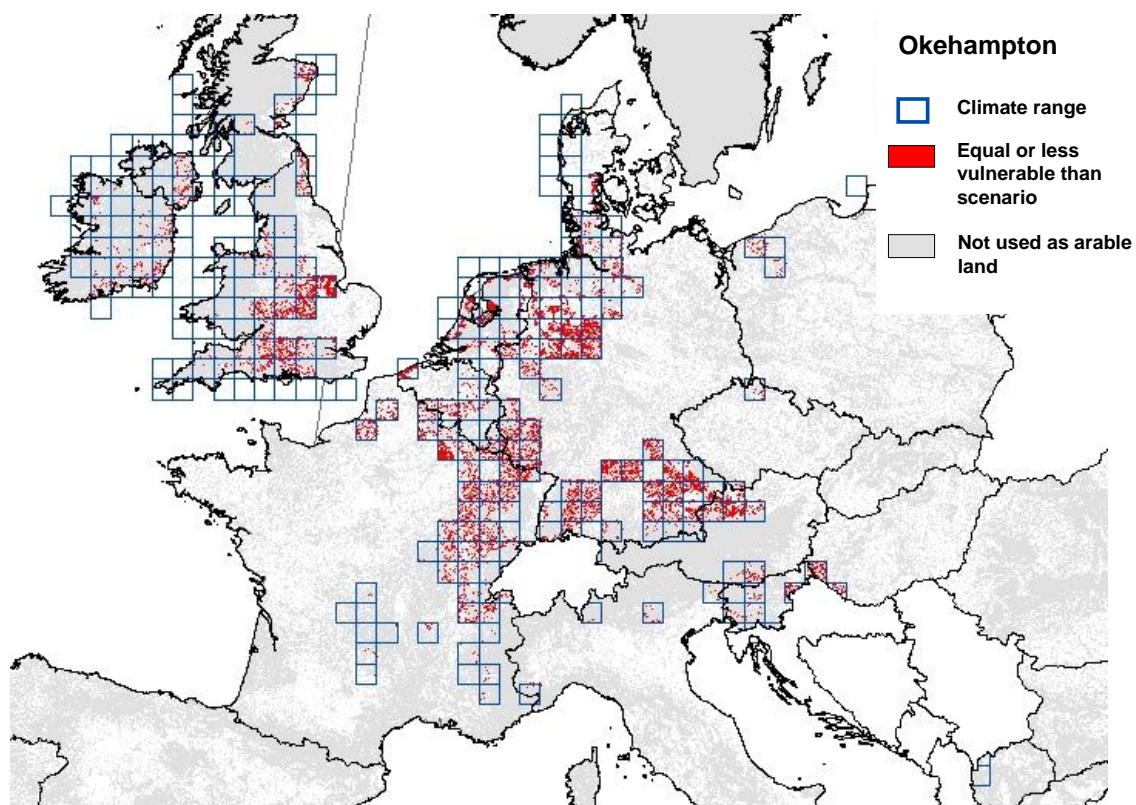 Okehampton
Climate range
Equal or less
vulnerable than
scenario
Not used as arable
land